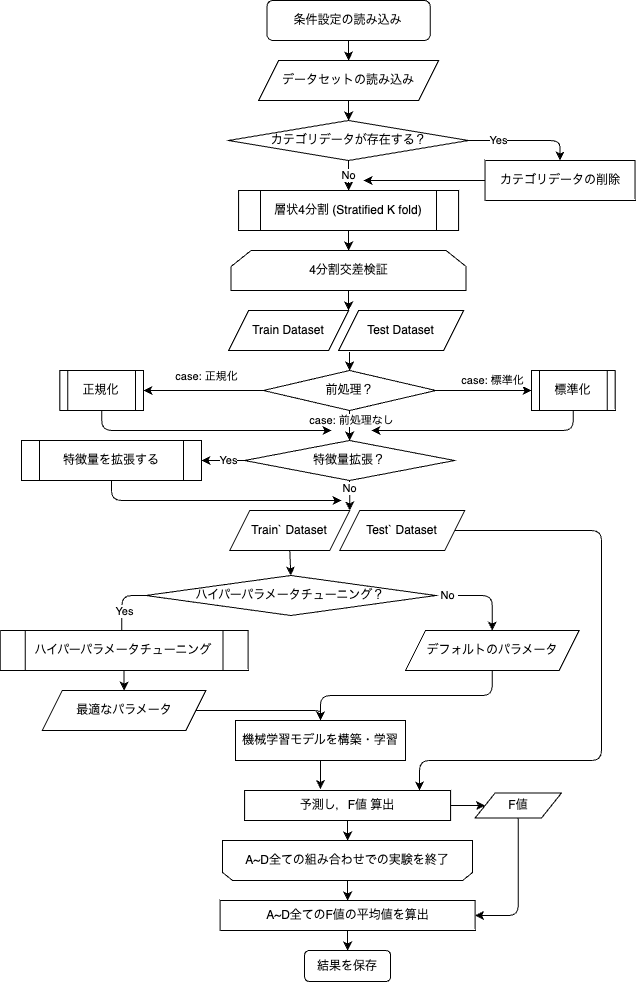 条件設定の読み込み
データセットの読み込み
カテゴリデータが存在する？
Yes
No
カテゴリデータの削除
層状4分割 (Stratified K fold)
4分割交差検証
Train Dataset
Test Dataset
case: 正規化
前処理？
case: 標準化
正規化
標準化
case: 前処理なし
特徴量を拡張する
Yes
特徴量拡張？
No
Train` Dataset
Test` Dataset
ハイパーパラメータチューニング？
Yes
No
ハイパーパラメータチューニング
デフォルトのパラメータ
最適なパラメータ
機械学習モデルを構築・学習
予測し，F値 算出
F値
A~D全ての組み合わせでの実験を終了
A~D全てのF値の平均値を算出
結果を保存